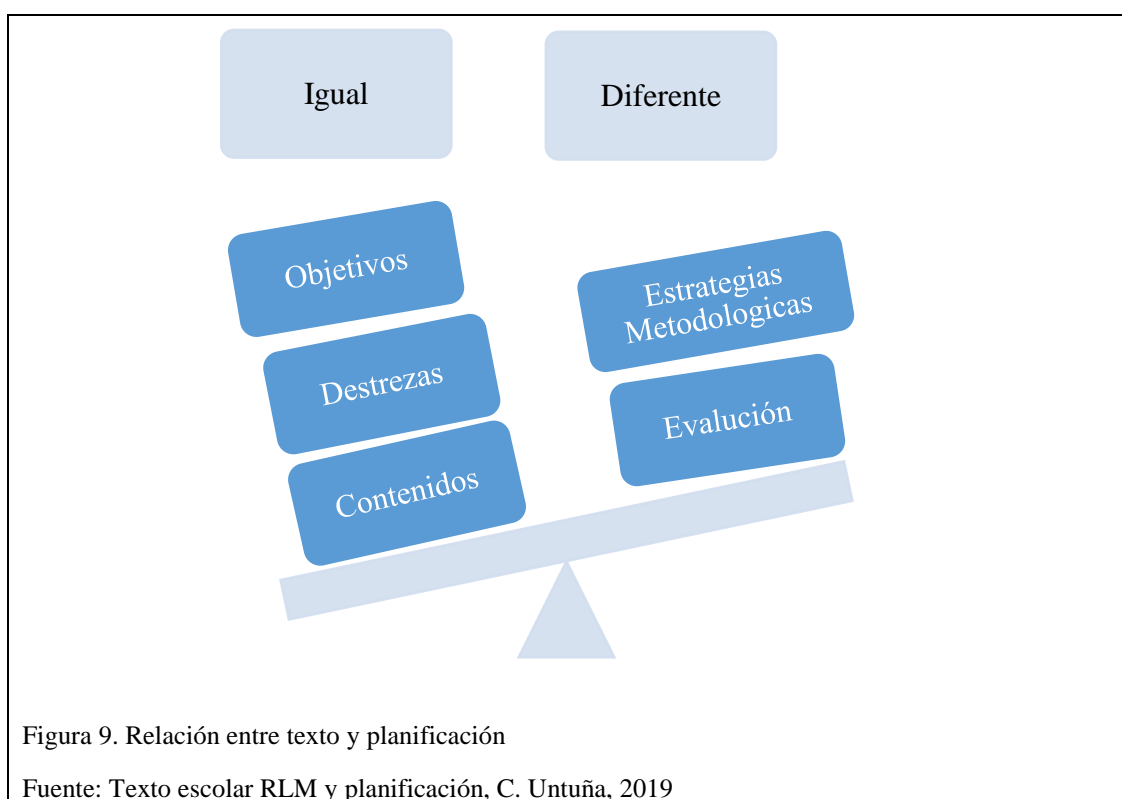 Igual
Diferente
Objetivos
Destrezas
Contenidos
Estrategias
Metodologicas
Evalución
Figura 9. Relación entre texto y planificación
Fuente: Texto escolar RLM y planificación, C. Untuña, 2019